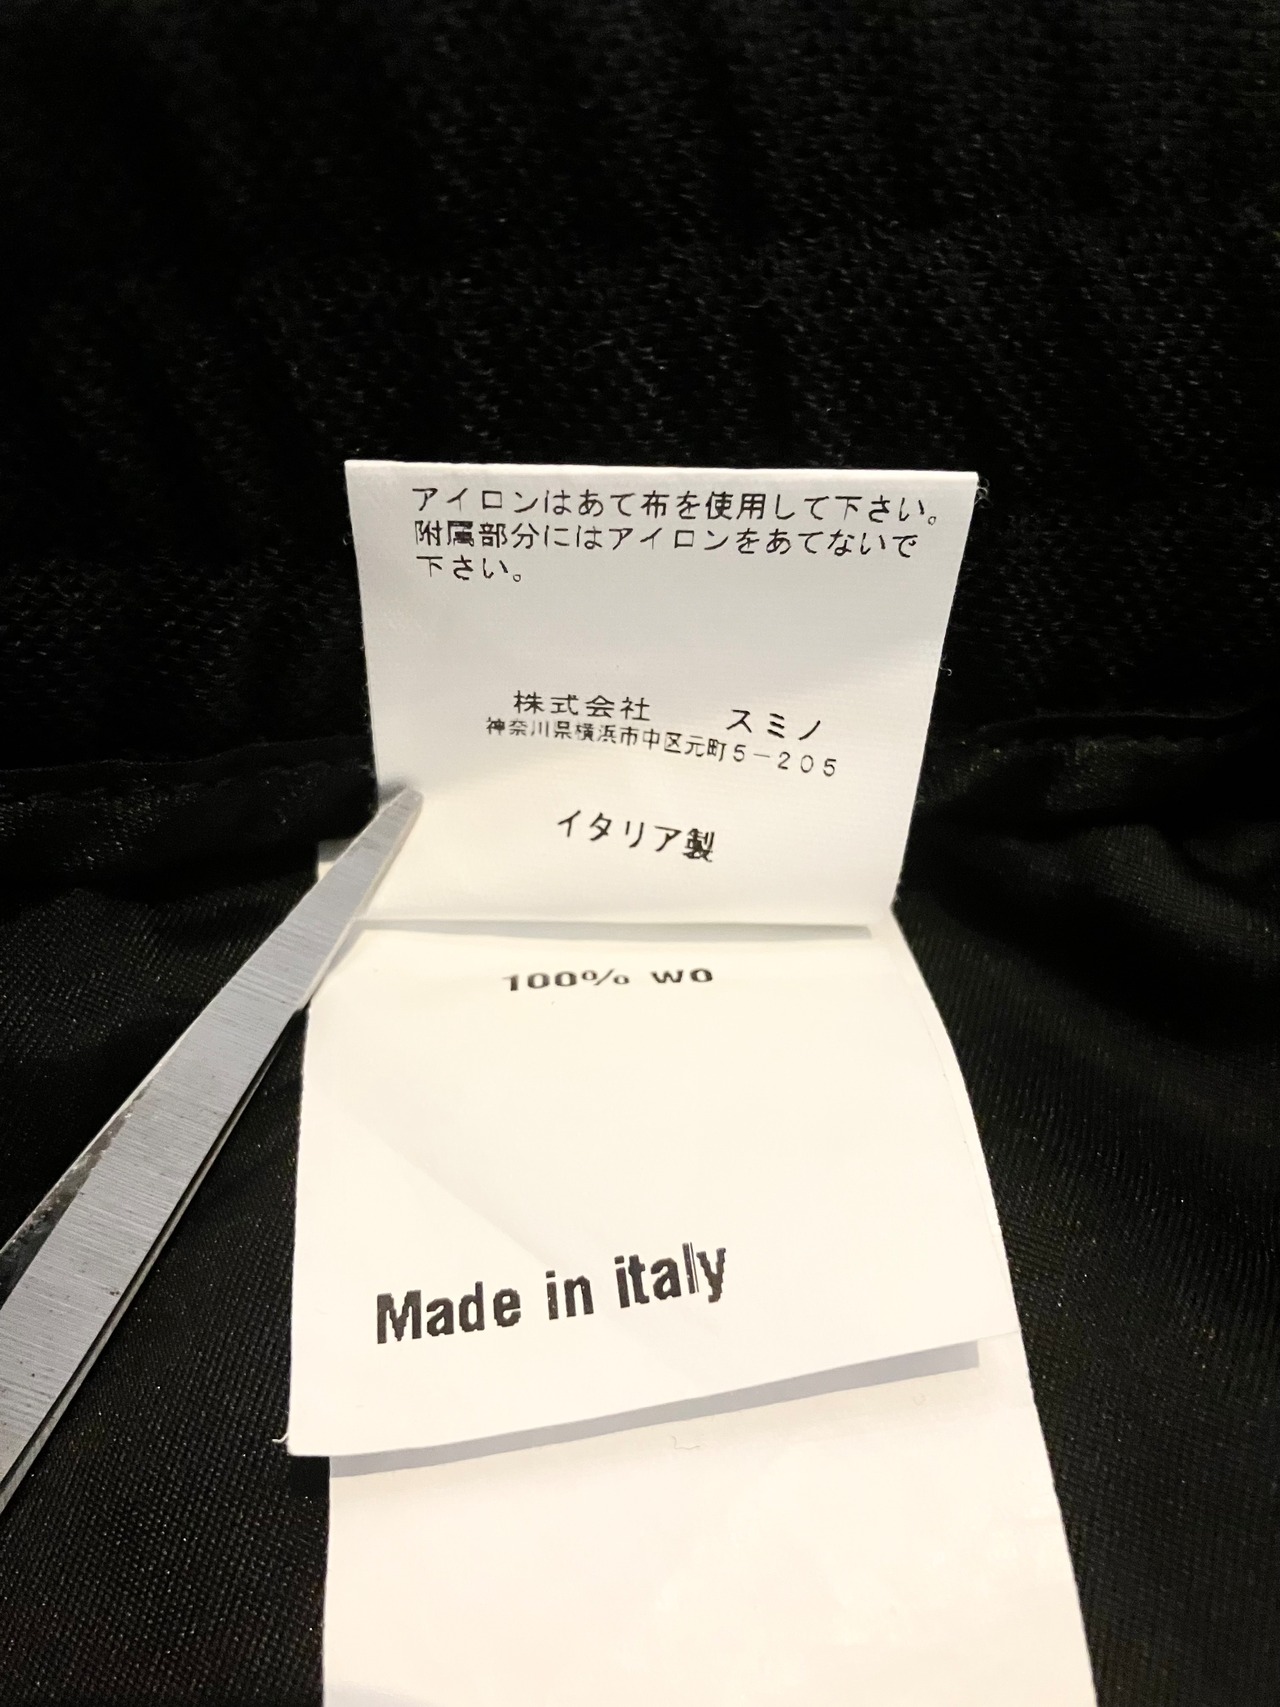 アイロンはあて布を使用して下さい。
附属部分にはアイロンをあてないで
下さい。
株式会社　　スミノ
神奈川県横浜市中区元町5－205
イタリア製
100% WO
Made in italy